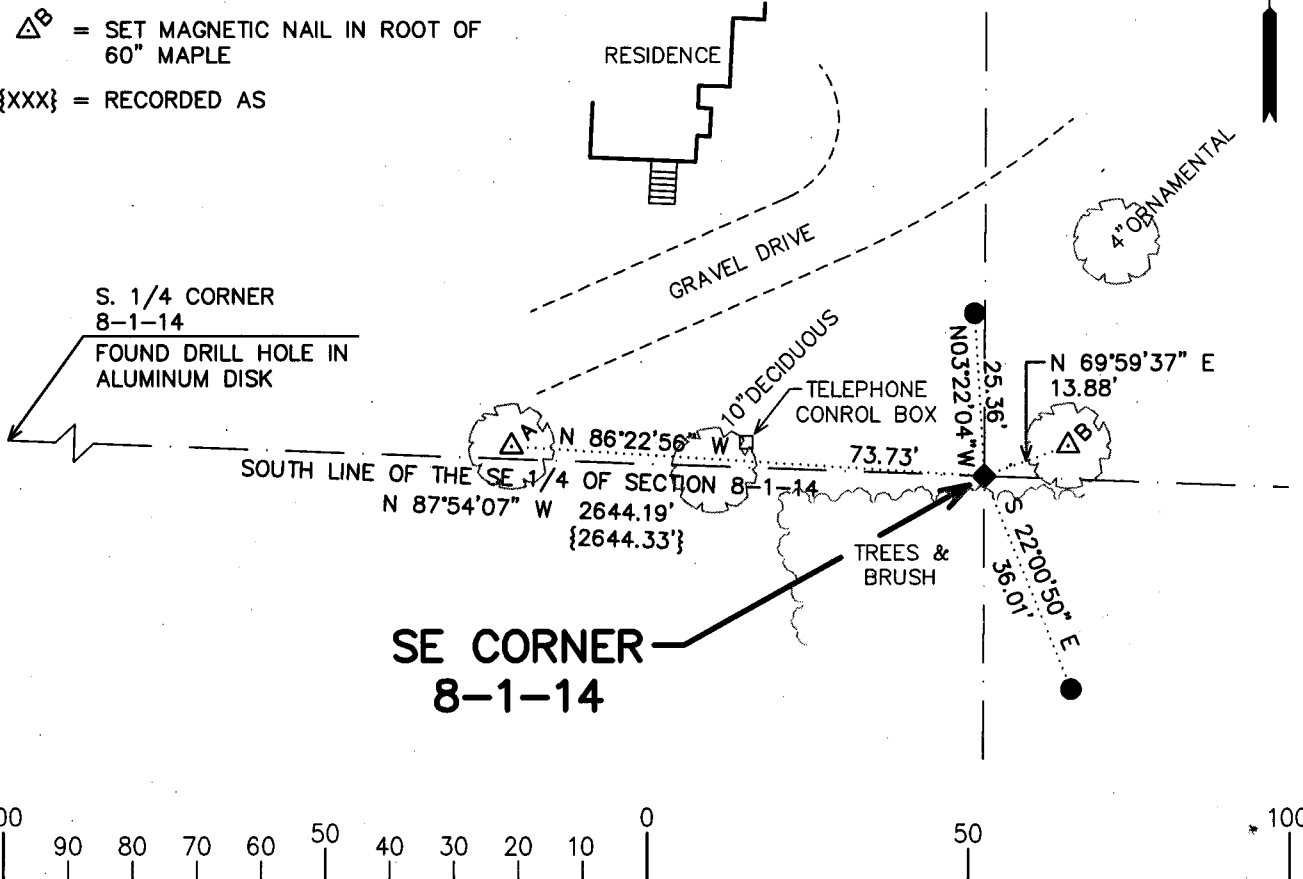 △B = SET MAGNETIC NAIL IN ROOT OF
60" MAPLE
{XXX} = RECORDED AS
RESIDENCE
4" ORNAMENTAL
GRAVEL DRIVE
S. 1/4 CORNER
8-1-14
FOUND DRILL HOLE IN
ALUMINUM DISK
10" DECIDUOUS
TELEPHONE
CONROL BOX
N03°22'04"W
25.36'
N 69°59'37" E
13.88'
A
N 86°22'56" W
73.73'
B
SOUTH LINE OF THE SE 1/4 OF SECTION 8-1-14
N 87°54'07" W 2644.19'
{2644.33'}
TREES &
BRUSH
S 22°00'50" E
36.01'
SE CORNER
8-1-14
00 90 80 70 60 50 40 30 20 10 0 50 100